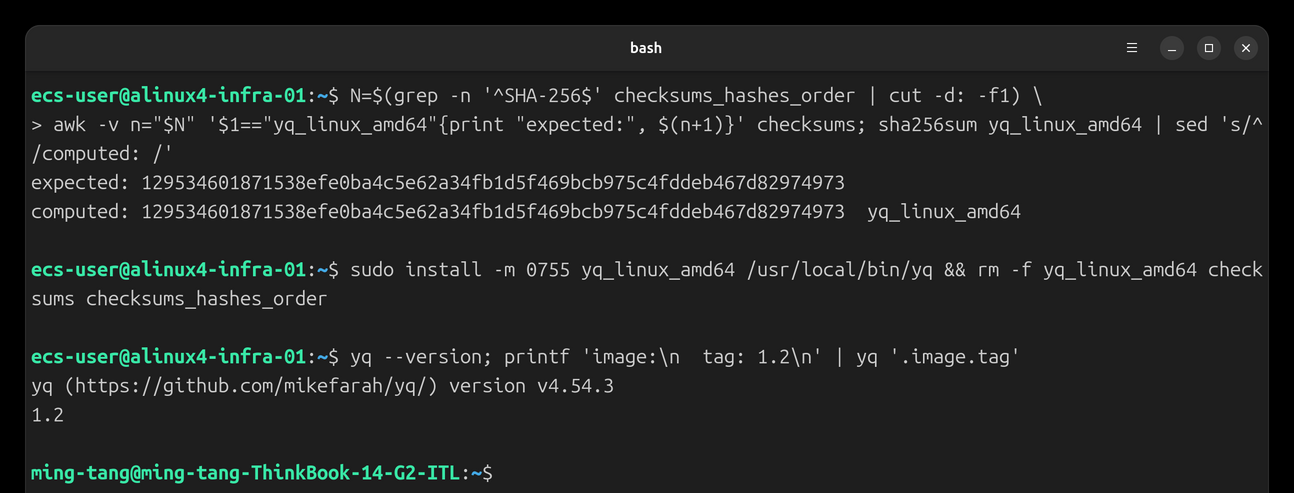 bash
ecs-user@alinux4-infra-01:~$ N=$(grep -n '^SHA-256$' checksums_hashes_order | cut -d: -f1) \
> awk -v n="$N" '$1=="yq_linux_amd64"{print "expected:", $(n+1)}' checksums; sha256sum yq_linux_amd64 | sed 's/^
/computed: /'
expected: 129534601871538efe0ba4c5e62a34fb1d5f469bcb975c4fddeb467d82974973
computed: 129534601871538efe0ba4c5e62a34fb1d5f469bcb975c4fddeb467d82974973  yq_linux_amd64
ecs-user@alinux4-infra-01:~$ sudo install -m 0755 yq_linux_amd64 /usr/local/bin/yq && rm -f yq_linux_amd64 check
sums checksums_hashes_order
ecs-user@alinux4-infra-01:~$ yq --version; printf 'image:\n  tag: 1.2\n' | yq '.image.tag'
yq (https://github.com/mikefarah/yq/) version v4.54.3
1.2
ming-tang@ming-tang-ThinkBook-14-G2-ITL:~$